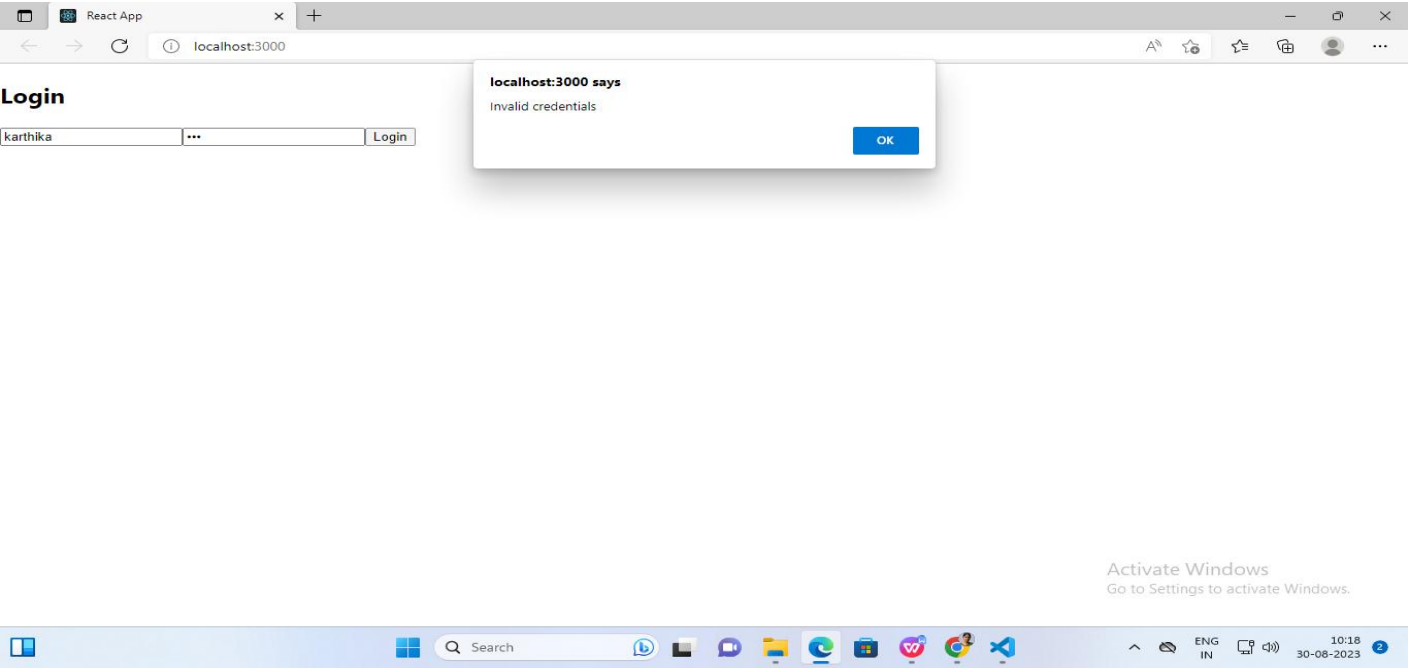 React App
localhost:3000
localhost:3000 says
Invalid credentials
OK
Login
karthika ••• Login
Activate Windows
Go to Settings to activate Windows.
Search
ENG
IN
10:18
30-08-2023
2